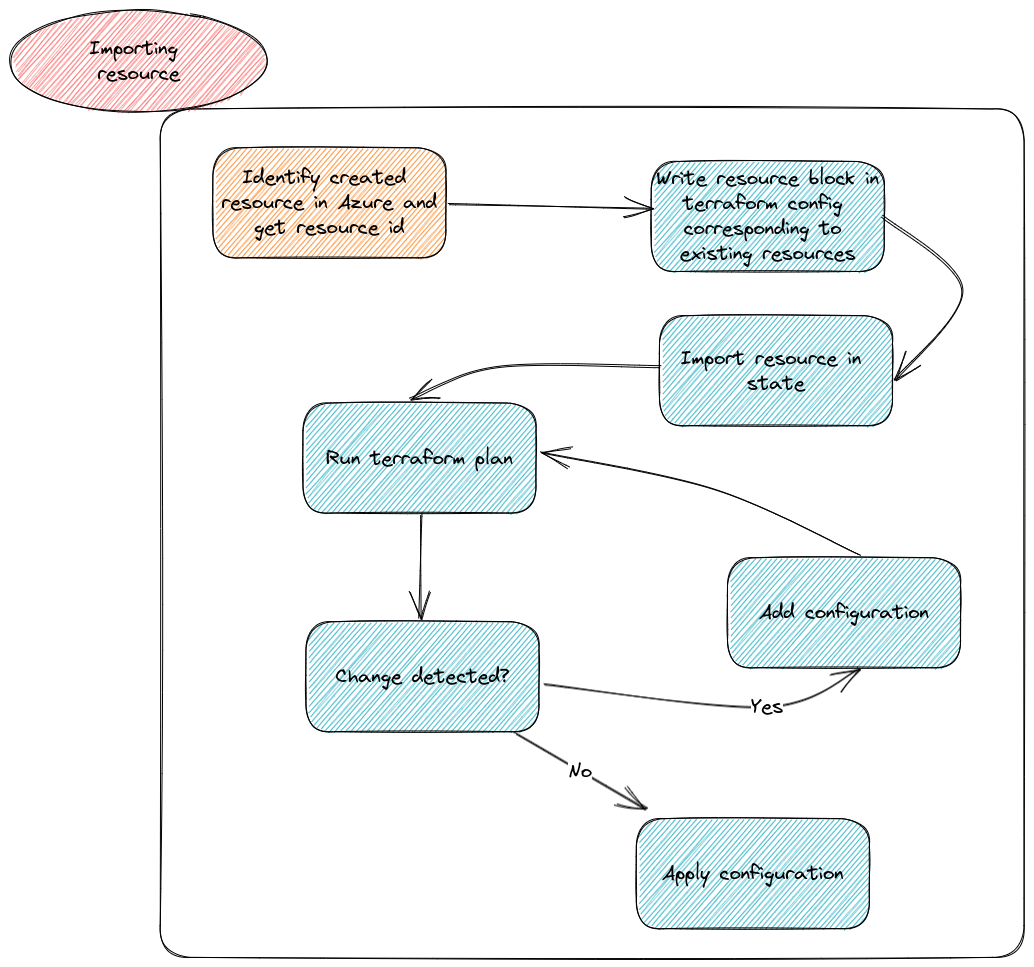 Importing
resource
Identify created
resource in Azure and
get resource id
Write resource block in
terraform config
corresponding to
existing resources
Import resource in
state
Run terraform plan
Add configuration
Change detected?
Yes
No
Apply configuration